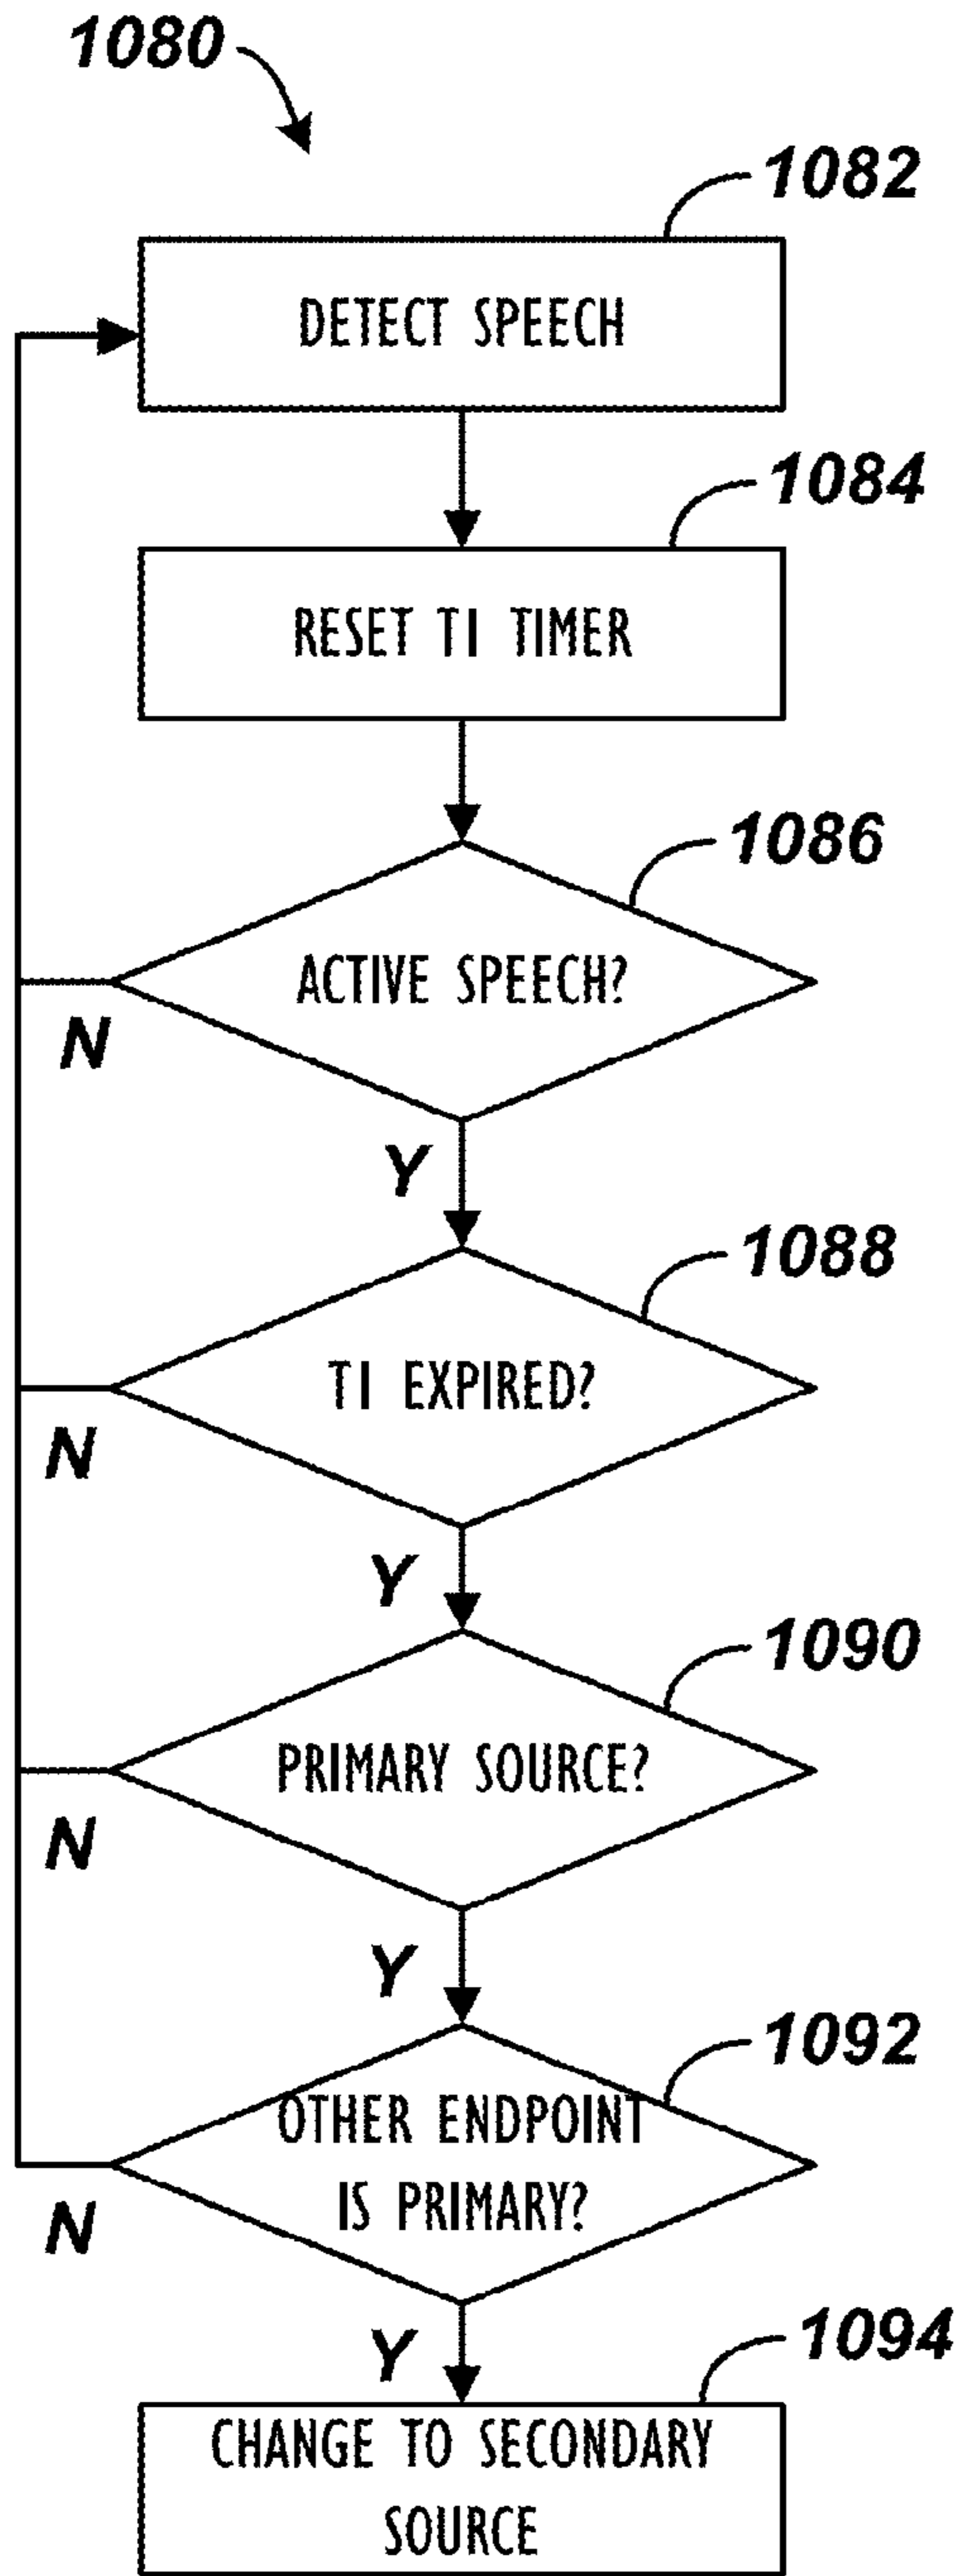 1080
1082
DETECT SPEECH
1084
RESET T1 TIMER
1086
ACTIVE SPEECH?
N
Y
1088
T1 EXPIRED?
N
Y
1090
PRIMARY SOURCE?
N
Y
1092
OTHER ENDPOINT
IS PRIMARY?
N
Y
1094
CHANGE TO SECONDARY
SOURCE